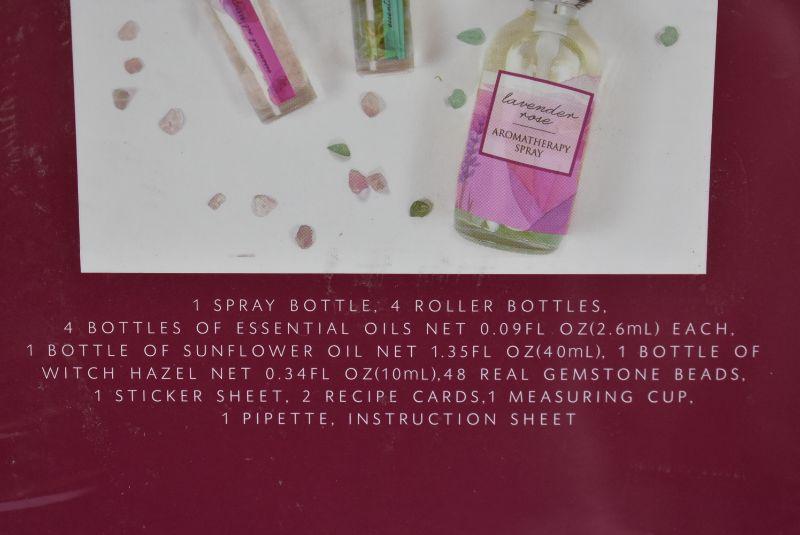 lavender
rose
AROMATHERAPY
SPRAY
1 SPRAY BOTTLE, 4 ROLLER BOTTLES,
4 BOTTLES OF ESSENTIAL OILS NET 0.09FL OZ(2.6mL) EACH,
1 BOTTLE OF SUNFLOWER OIL NET 1.35FL OZ(40mL), 1 BOTTLE OF
WITCH HAZEL NET 0.34FL OZ(10mL),48 REAL GEMSTONE BEADS,
1 STICKER SHEET, 2 RECIPE CARDS,1 MEASURING CUP,
1 PIPETTE, INSTRUCTION SHEET